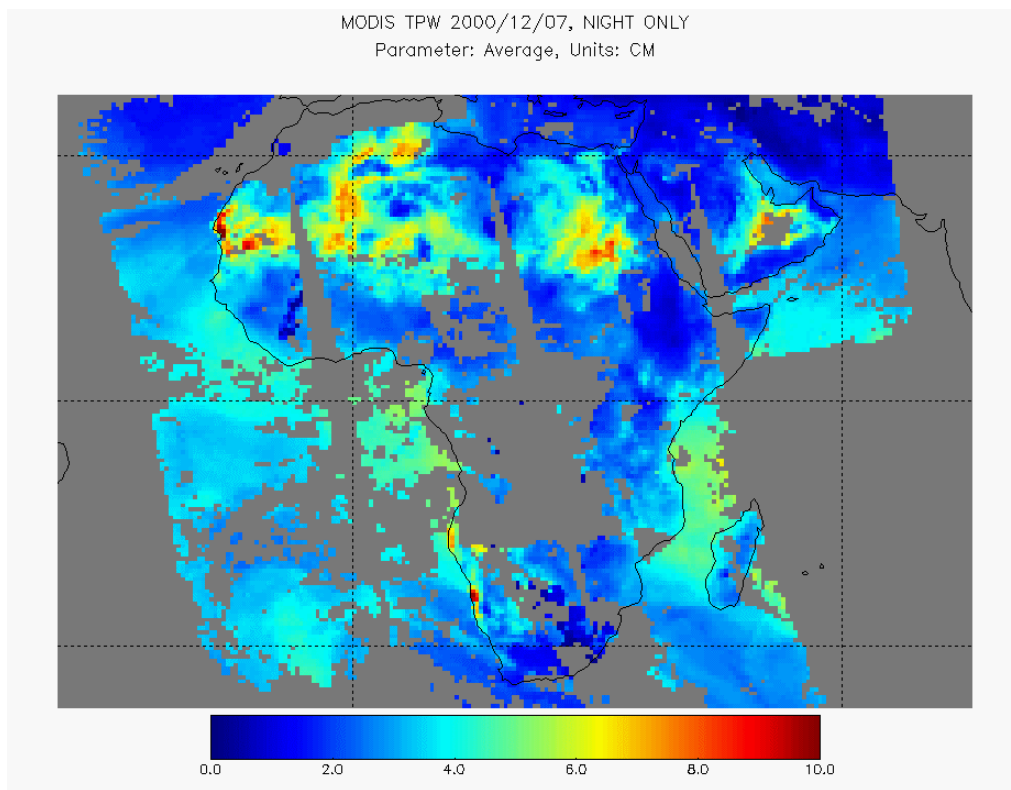 MODIS TPW 2000/12/07, NIGHT ONLY
Parameter: Average, Units: CM
0.0 2.0 4.0 6.0 8.0 10.0